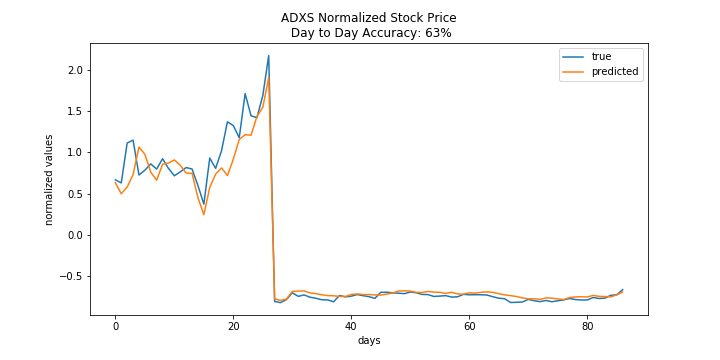 ADXS Normalized Stock Price
Day to Day Accuracy: 63%
true
predicted
normalized values
2.0
1.5
1.0
0.5
0.0
−0.5
0
20
40
60
80
days